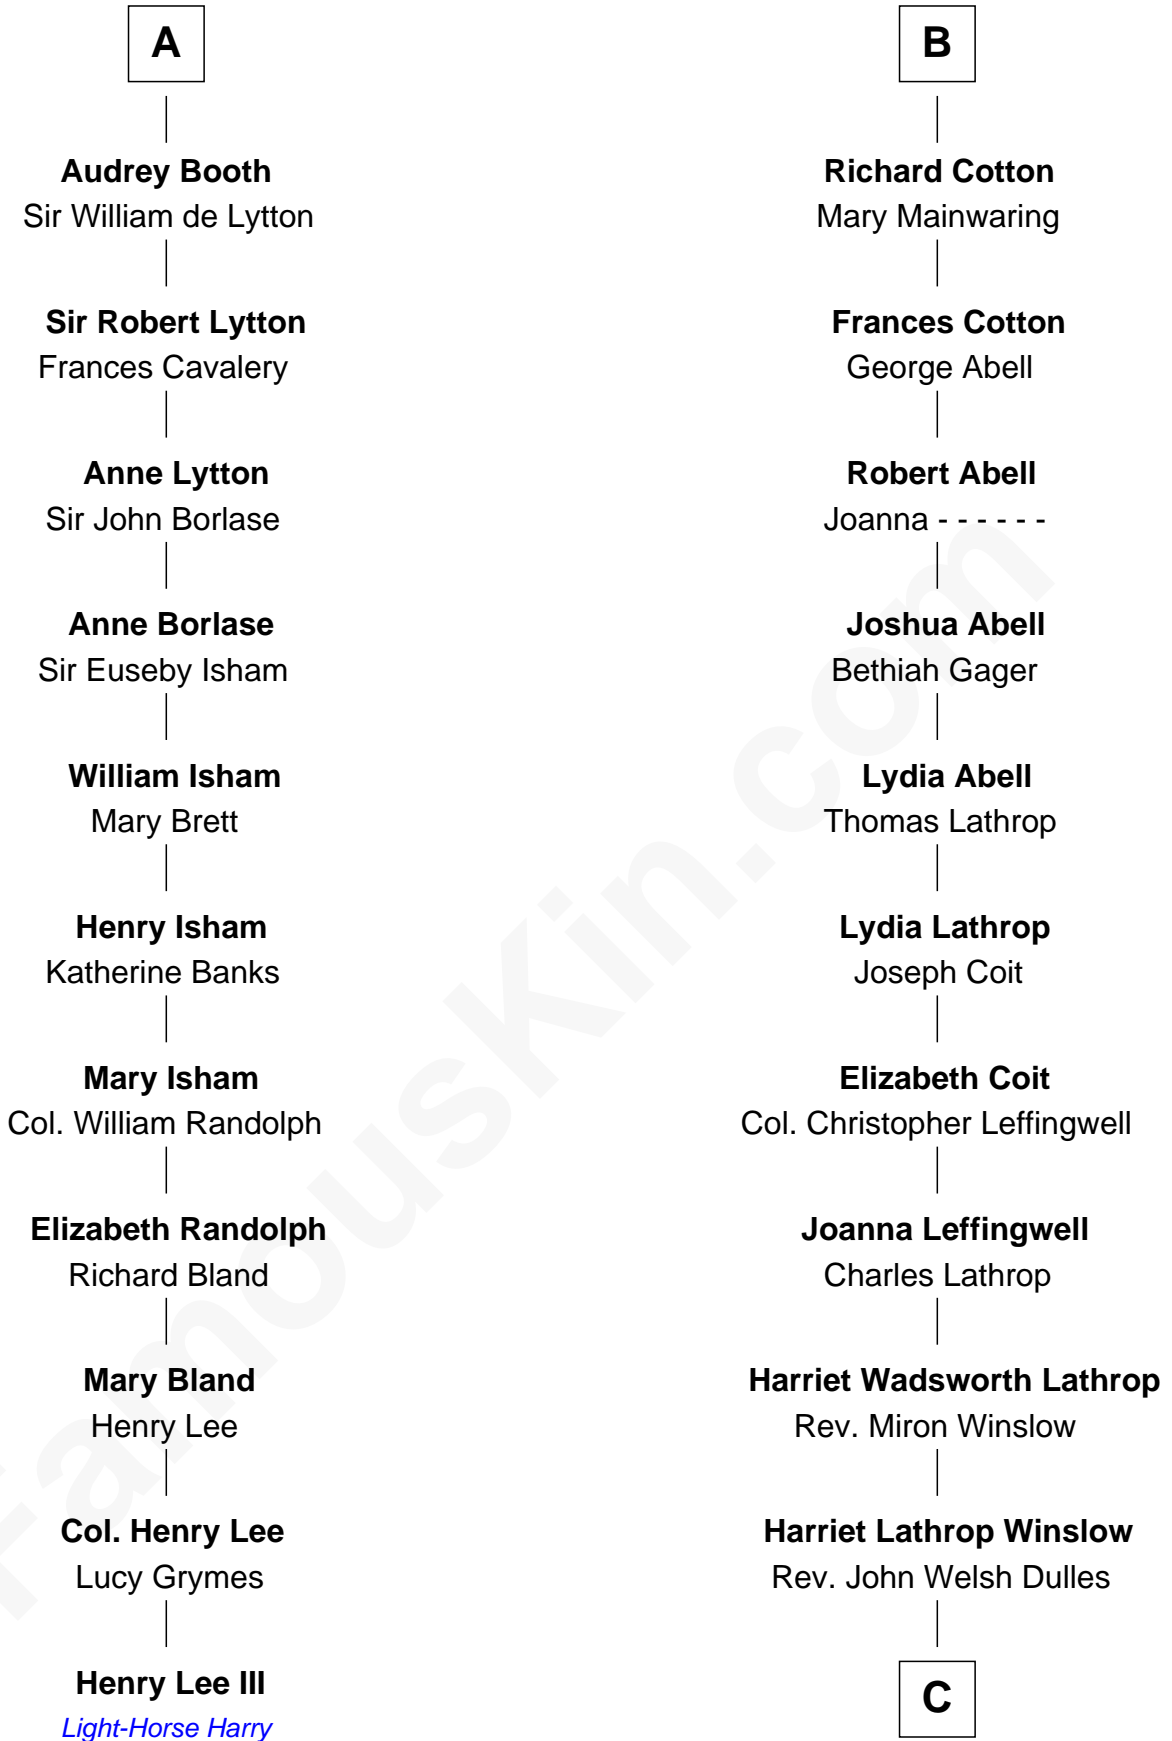 A
Audrey Booth
Sir William de Lytton
Sir Robert Lytton
Frances Cavalery
Anne Lytton
Sir John Borlase
Anne Borlase
Sir Euseby Isham
William Isham
Mary Brett
Henry Isham
Katherine Banks
Mary Isham
Col. William Randolph
Elizabeth Randolph
Richard Bland
Mary Bland
Henry Lee
Col. Henry Lee
Lucy Grymes
Henry Lee III
Light-Horse Harry
B
Richard Cotton
Mary Mainwaring
Frances Cotton
George Abell
Robert Abell
Joanna - - - - - -
Joshua Abell
Bethiah Gager
Lydia Abell
Thomas Lathrop
Lydia Lathrop
Joseph Coit
Elizabeth Coit
Col. Christopher Leffingwell
Joanna Leffingwell
Charles Lathrop
Harriet Wadsworth Lathrop
Rev. Miron Winslow
Harriet Lathrop Winslow
Rev. John Welsh Dulles
C
FamousKin.com